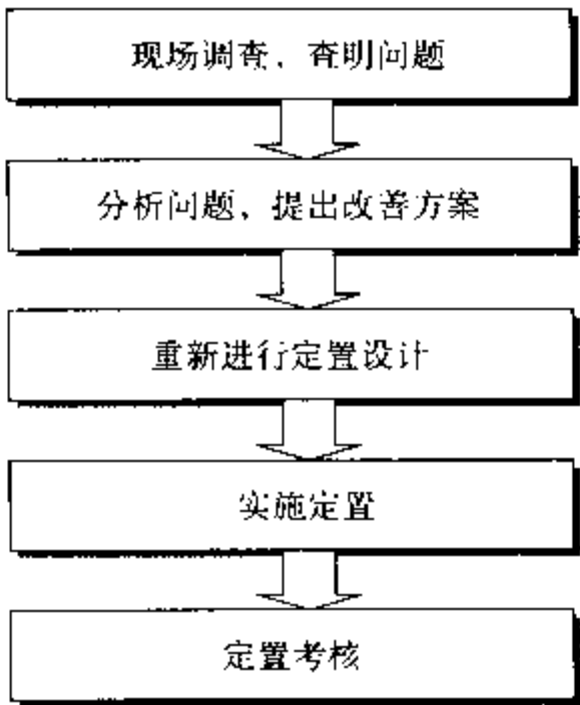 现场调查、查明问题
分析问题、提出改善方案
重新进行定置设计
实施定置
定置考核